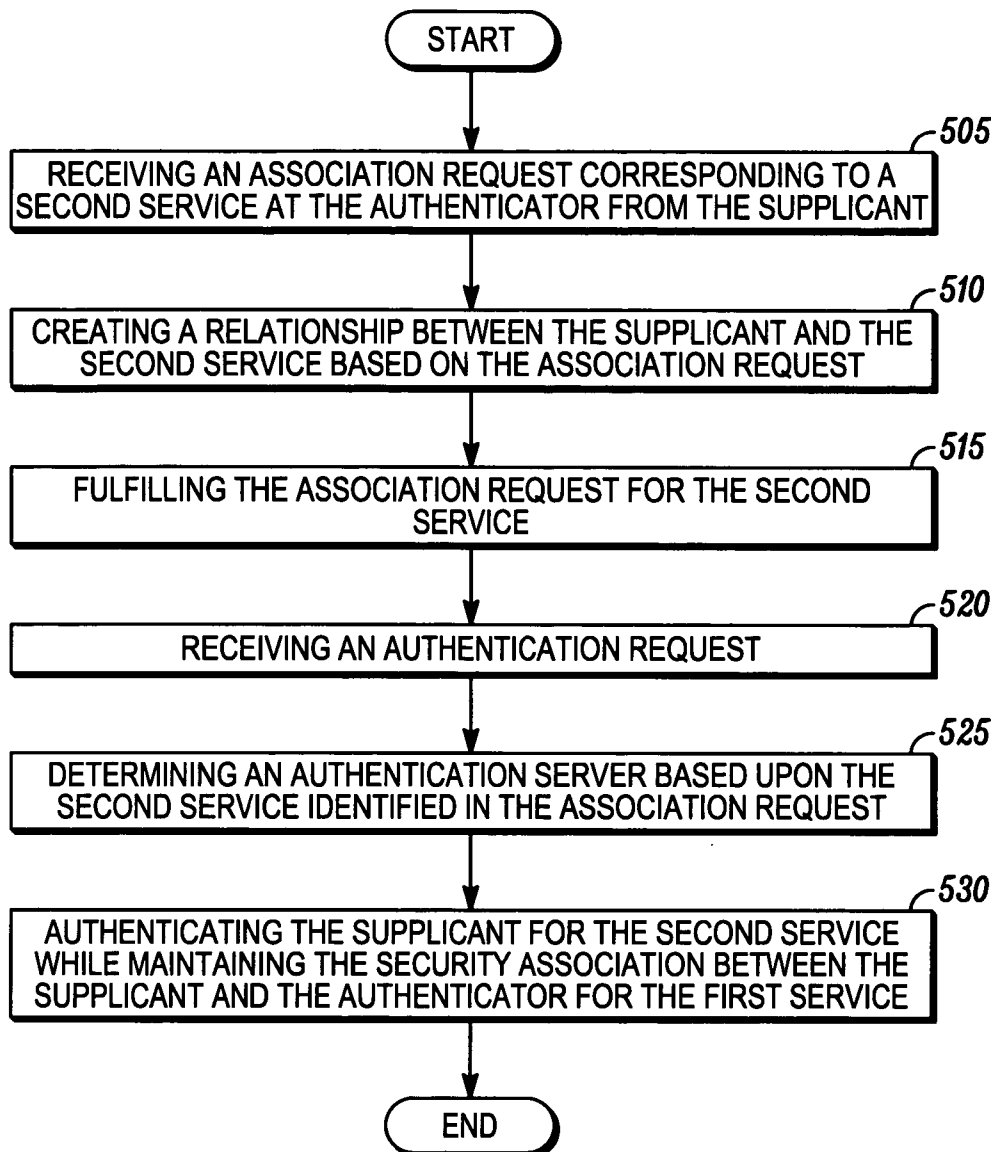 START
505
RECEIVING AN ASSOCIATION REQUEST CORRESPONDING TO A
SECOND SERVICE AT THE AUTHENTICATOR FROM THE SUPPLICANT
510
CREATING A RELATIONSHIP BETWEEN THE SUPPLICANT AND THE
SECOND SERVICE BASED ON THE ASSOCIATION REQUEST
515
FULFILLING THE ASSOCIATION REQUEST FOR THE SECOND
SERVICE
520
RECEIVING AN AUTHENTICATION REQUEST
525
DETERMINING AN AUTHENTICATION SERVER BASED UPON THE
SECOND SERVICE IDENTIFIED IN THE ASSOCIATION REQUEST
530
AUTHENTICATING THE SUPPLICANT FOR THE SECOND SERVICE
WHILE MAINTAINING THE SECURITY ASSOCIATION BETWEEN THE
SUPPLICANT AND THE AUTHENTICATOR FOR THE FIRST SERVICE
END